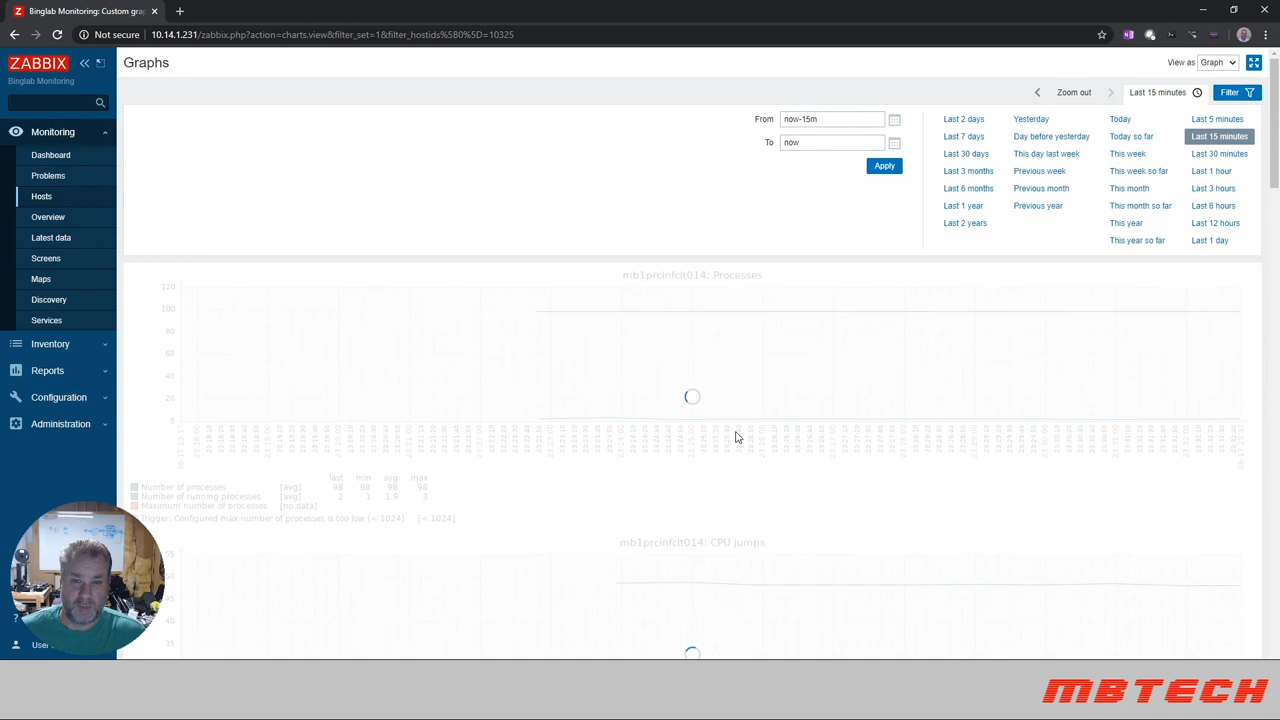 Binglab Monitoring: Custom gra
Not secure
10.14.1.231/zabbix.php?action=charts.view&filter_set=1&filter_hostids%5B0%5D=10325
ZABBIX
Binglab Monitoring
Monitoring
Dashboard
Problems
Hosts
Overview
Latest data
Screens
Maps
Discovery
Services
Inventory
Reports
Configuration
Administration
User
Graphs
View as
Graph
Zoom out
Last 15 minutes
Filter
From
now-15m
To
now
Apply
Last 2 days
Yesterday
Today
Last 5 minutes
Last 7 days
Day before yesterday
Today so far
Last 15 minutes
Last 30 days
This day last week
This week
Last 30 minutes
Last 3 months
Previous week
This week so far
Last 1 hour
Last 6 months
Previous month
This month
Last 3 hours
Last 1 year
Previous year
This month so far
Last 6 hours
Last 2 years
This year
Last 12 hours
This year so far
Last 1 day
mb1prcinfclt014: Processes
120
100
80
60
40
20
0
last min avg max
Number of processes [avg] 98 98 98 98
Number of running processes [avg] 2 1 1.9 3
Maximum number of processes [no data]
Trigger: Configured max number of processes is too low (< 1024) [< 1024]
mb1prcinfclt014: CPU jumps
55
50
45
40
35
MBTECH